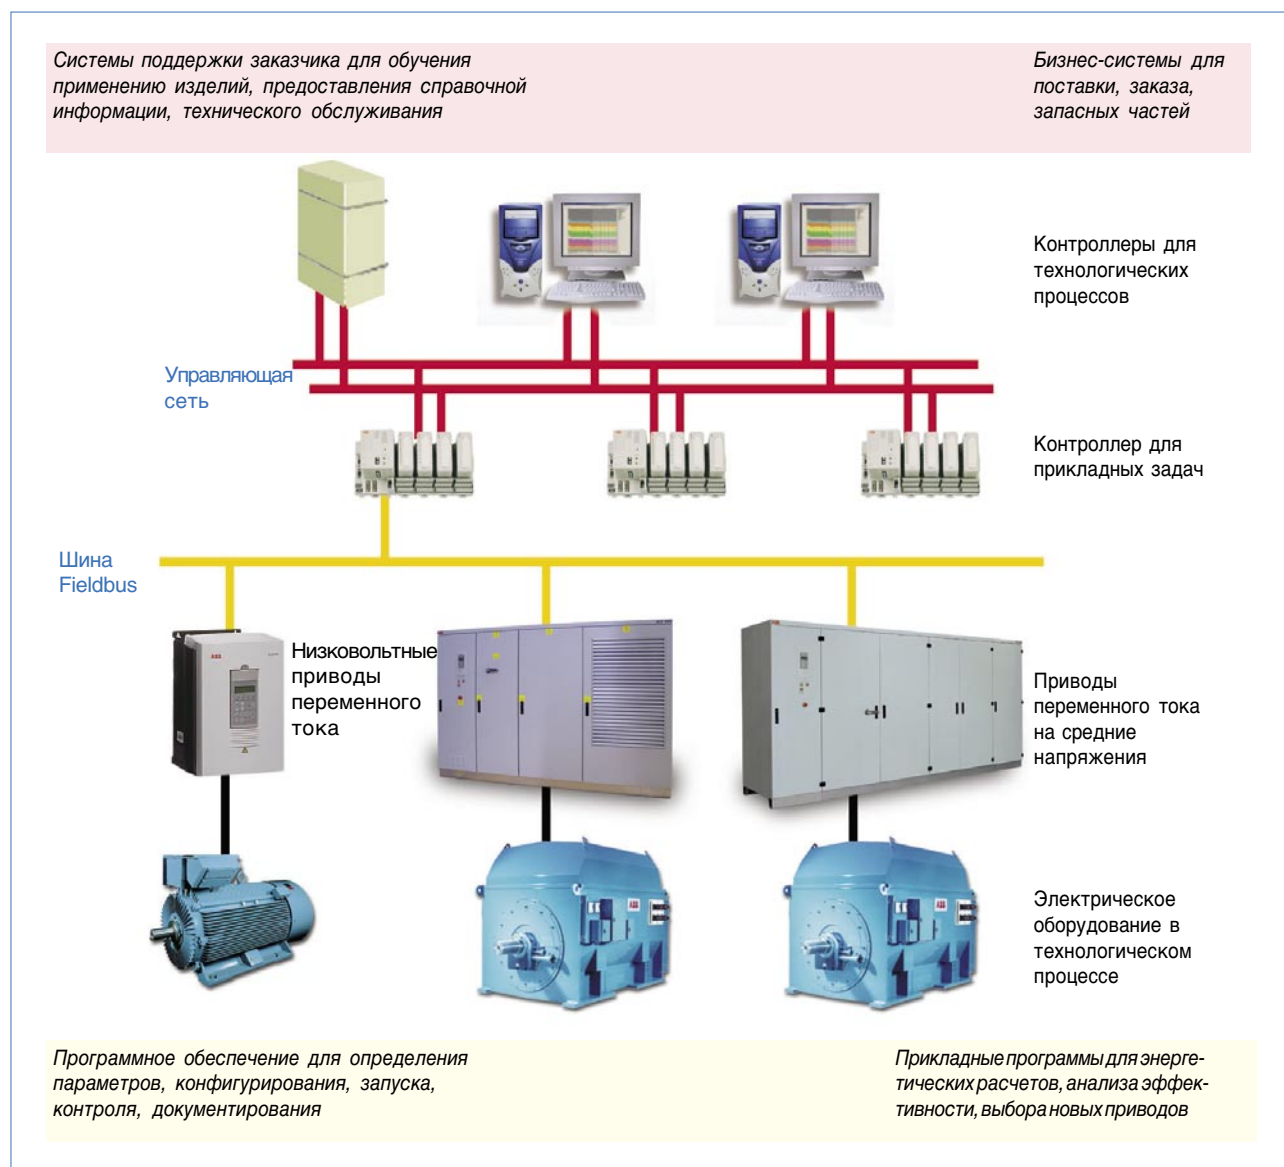 Системы поддержки заказчика для обучения
применению изделий, предоставления справочной
информации, технического обслуживания
Бизнес-системы для
поставки, заказа,
запасных частей
Контроллеры для
технологических
процессов
Управляющая
сеть
Контроллер для
прикладных задач
Шина
Fieldbus
ABB
Низковольтные
приводы
переменного
тока
Приводы
переменного тока
на средние
напряжения
ABB
ABB
Электрическое
оборудование в
технологическом
процессе
Программное обеспечение для определения
параметров, конфигурирования, запуска,
контроля, документирования
Прикладные программы для энерге-
тических расчетов, анализа эффек-
тивности, выбора новых приводов